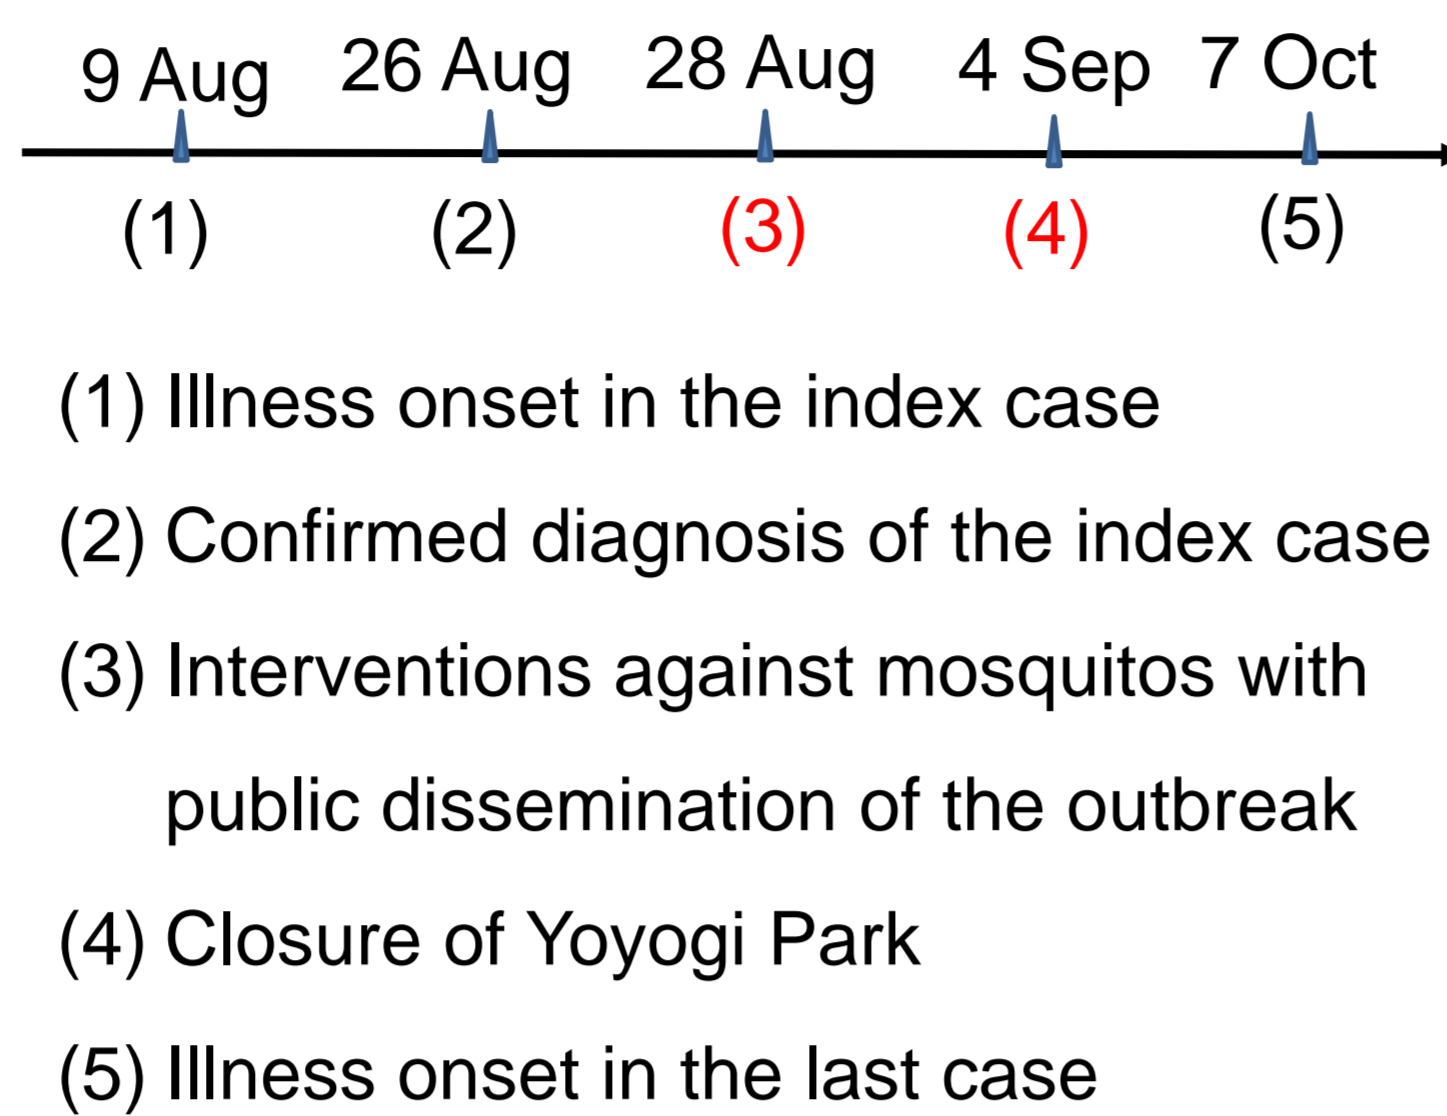 9 Aug 26 Aug 28 Aug 4 Sep 7 Oct
(1) (2) (3) (4) (5)
(1) Illness onset in the index case
(2) Confirmed diagnosis of the index case
(3) Interventions against mosquitos with
public dissemination of the outbreak
(4) Closure of Yoyogi Park
(5) Illness onset in the last case